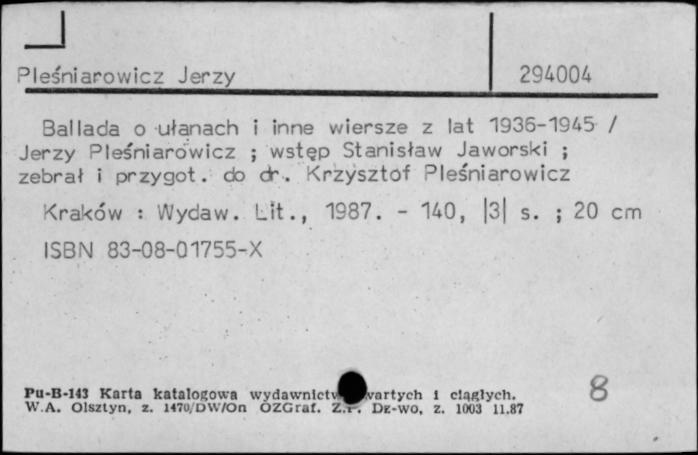 Pleśniarowicz Jerzy 294004
Ballada o ułanach i inne wiersze z lat 1936-1945 /
Jerzy Pleśniarowicz ; wstęp Stanisław Jaworski ;
zebrał i przygot. do dr. Krzysztof Pleśniarowicz
Kraków : Wydaw. Lit., 1987. - 140, |3| s. ; 20 cm
ISBN 83-08-01755-X
Pu-B-143 Karta katalogowa wydawnictw zwartych i ciągłych. 8
W.A. Olsztyn, z. 1470/DW/On OZGraf. Z.P. Dz-wo, z. 1003 11.87